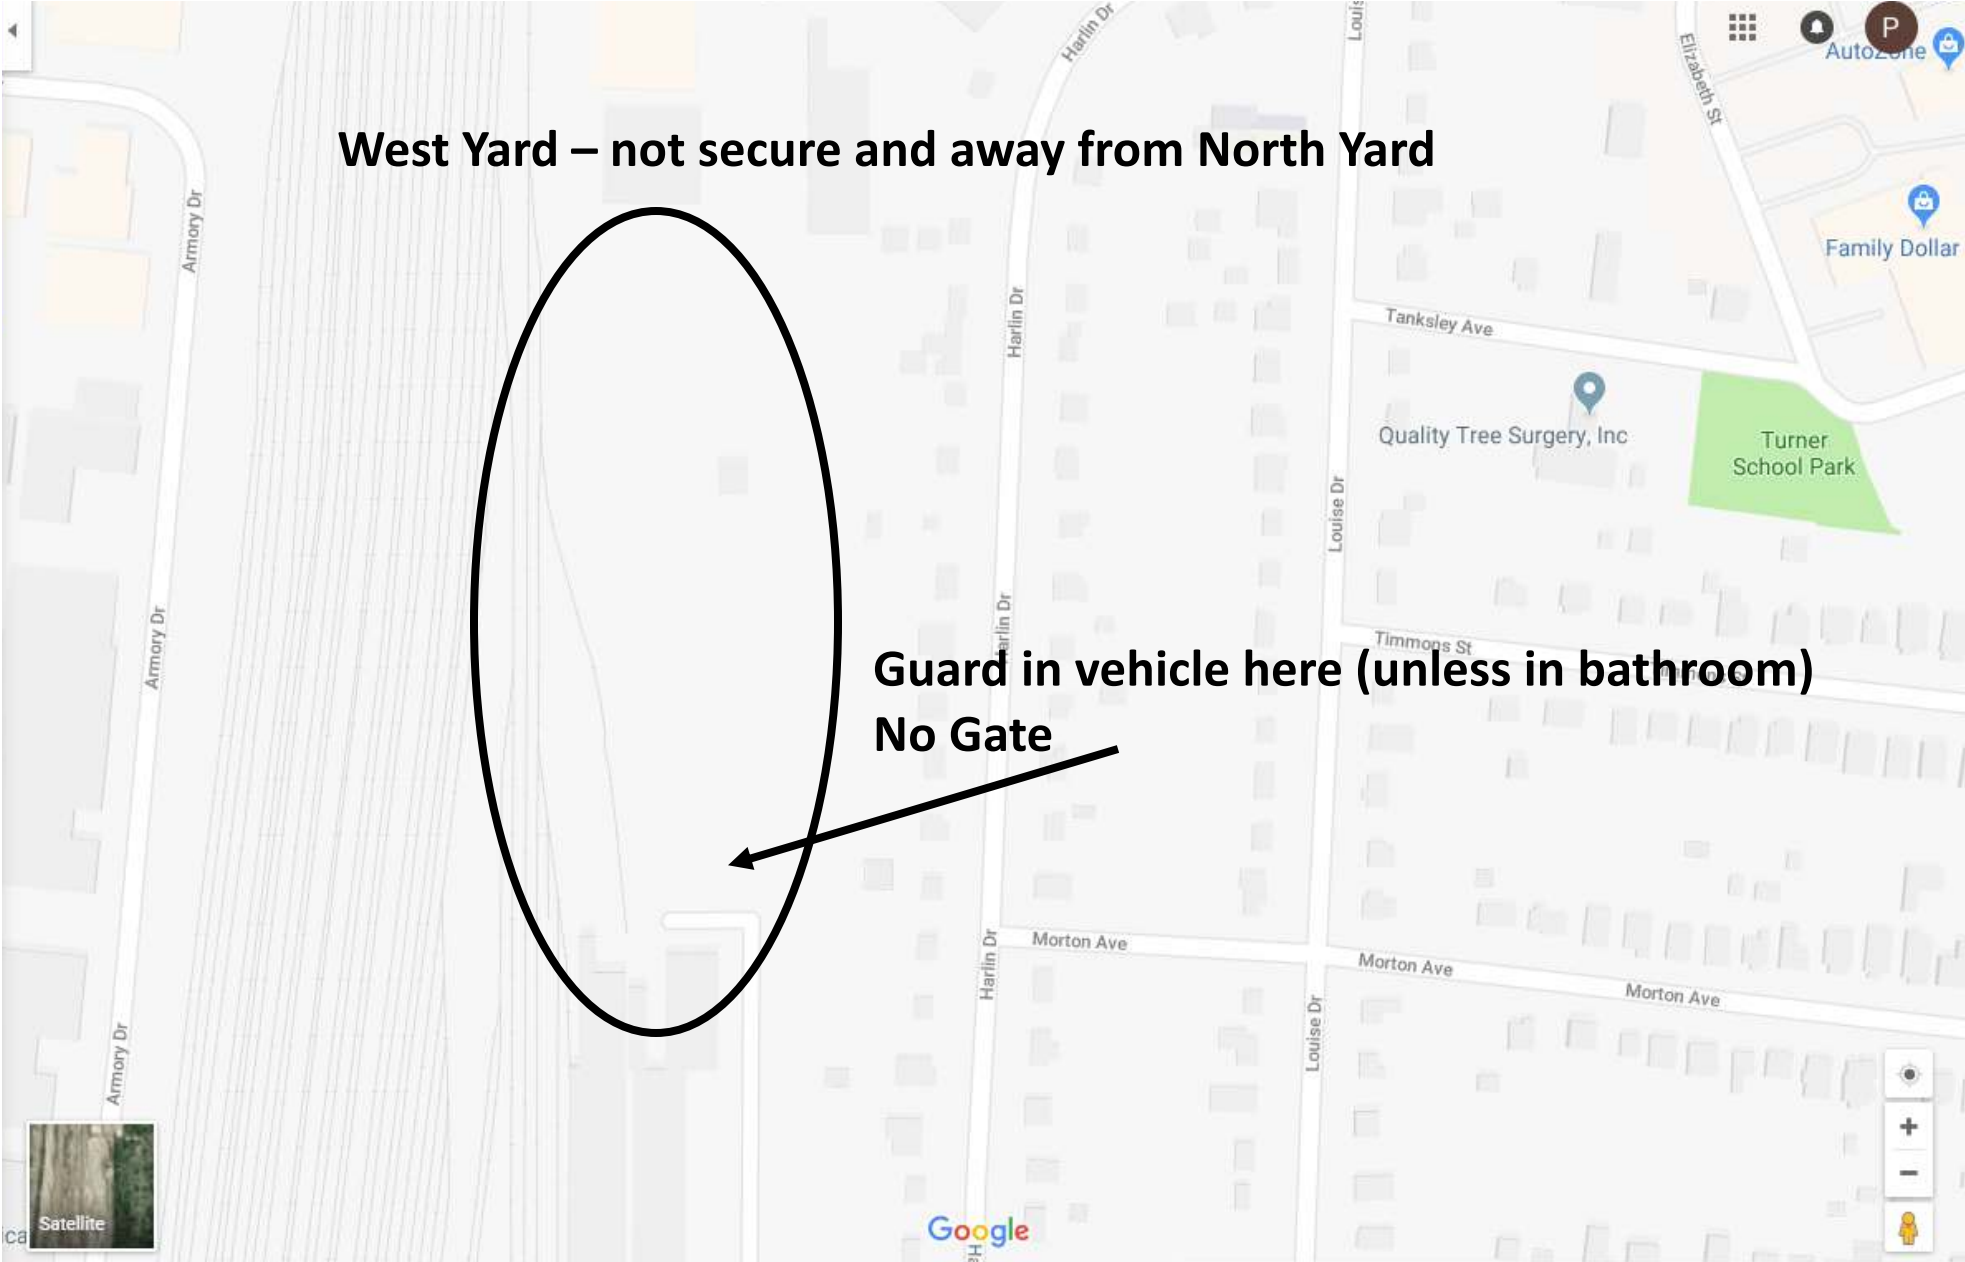 Harlin Dr
Louis
Elizabeth St
P
AutoZone
West Yard – not secure and away from North Yard
Armory Dr
Family Dollar
Harlin Dr
Tanksley Ave
Quality Tree Surgery, Inc
Turner
School Park
Louise Dr
Armory Dr
Harlin Dr
Timmons St
Guard in vehicle here (unless in bathroom)
No Gate
Harlin Dr
Morton Ave
Morton Ave
Morton Ave
Louise Dr
Armory Dr
Satellite
ica
Google
Ha